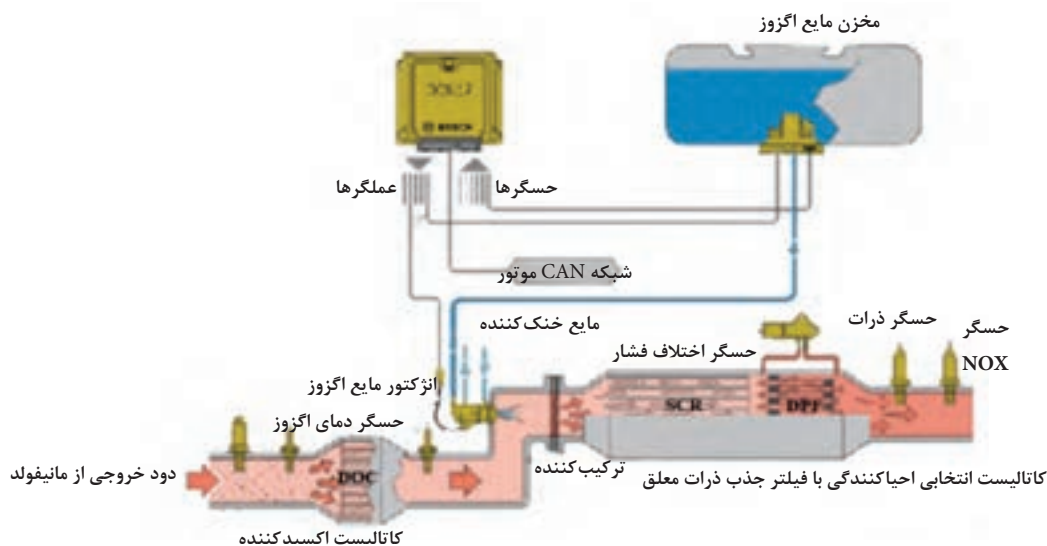 مخزن مایع اگزوز
BOSCH
عملگرها
حسگرها
شبکه CAN موتور
مایع خنک‌کننده
حسگر ذرات
حسگر
NOX
حسگر اختلاف فشار
انژکتور مایع اگزوز
حسگر دمای اگزوز
SCR
DPF
DOC
دود خروجی از مانیفولد
ترکیب‌کننده
کاتالیست انتخابی احیاکنندگی با فیلتر جذب ذرات معلق
کاتالیست اکسیدکننده